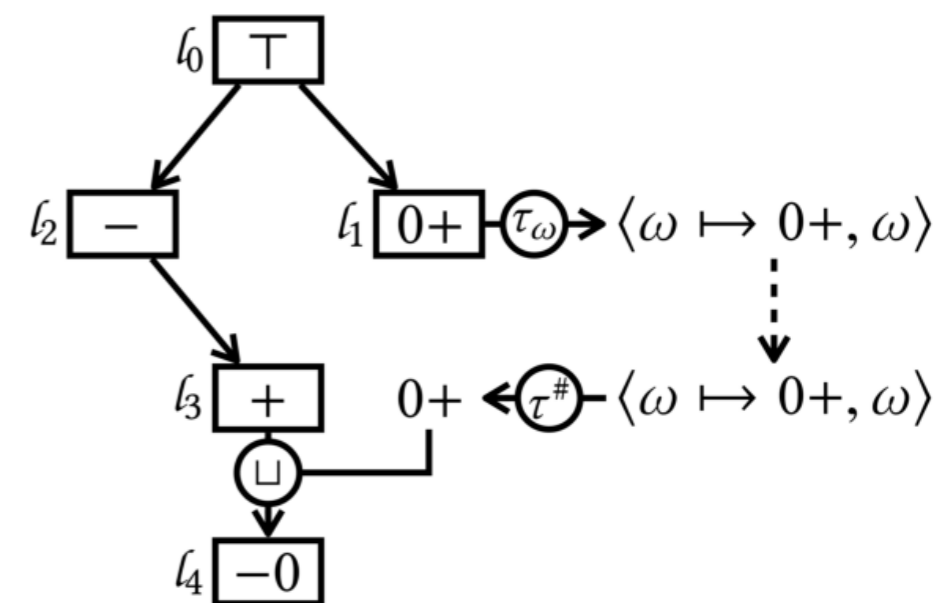 l₀ ⊤
l₂ − l₁ 0+ τω ⟨ω ↦ 0+, ω⟩
l₃ + 0+ τ# ⟨ω ↦ 0+, ω⟩
⊔
l₄ −0